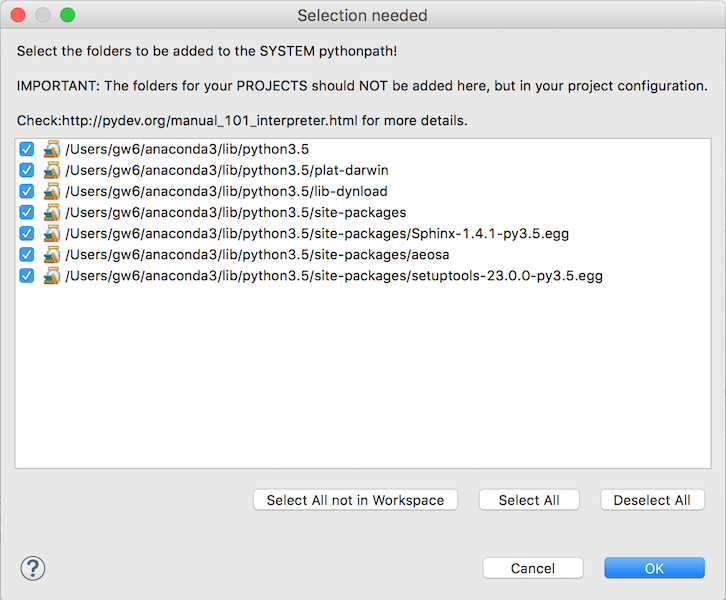 Selection needed
Select the folders to be added to the SYSTEM pythonpath!
IMPORTANT: The folders for your PROJECTS should NOT be added here, but in your project configuration.
Check:http://pydev.org/manual_101_interpreter.html for more details.
/Users/gw6/anaconda3/lib/python3.5
/Users/gw6/anaconda3/lib/python3.5/plat-darwin
/Users/gw6/anaconda3/lib/python3.5/lib-dynload
/Users/gw6/anaconda3/lib/python3.5/site-packages
/Users/gw6/anaconda3/lib/python3.5/site-packages/Sphinx-1.4.1-py3.5.egg
/Users/gw6/anaconda3/lib/python3.5/site-packages/aeosa
/Users/gw6/anaconda3/lib/python3.5/site-packages/setuptools-23.0.0-py3.5.egg
Select All not in Workspace Select All Deselect All
? Cancel OK